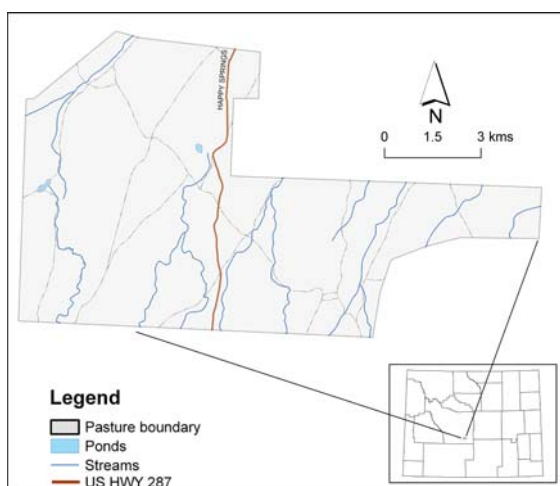 HAPPY SPRINGS
N
0 1.5 3 kms
Legend
Pasture boundary
Ponds
Streams
US HWY 287